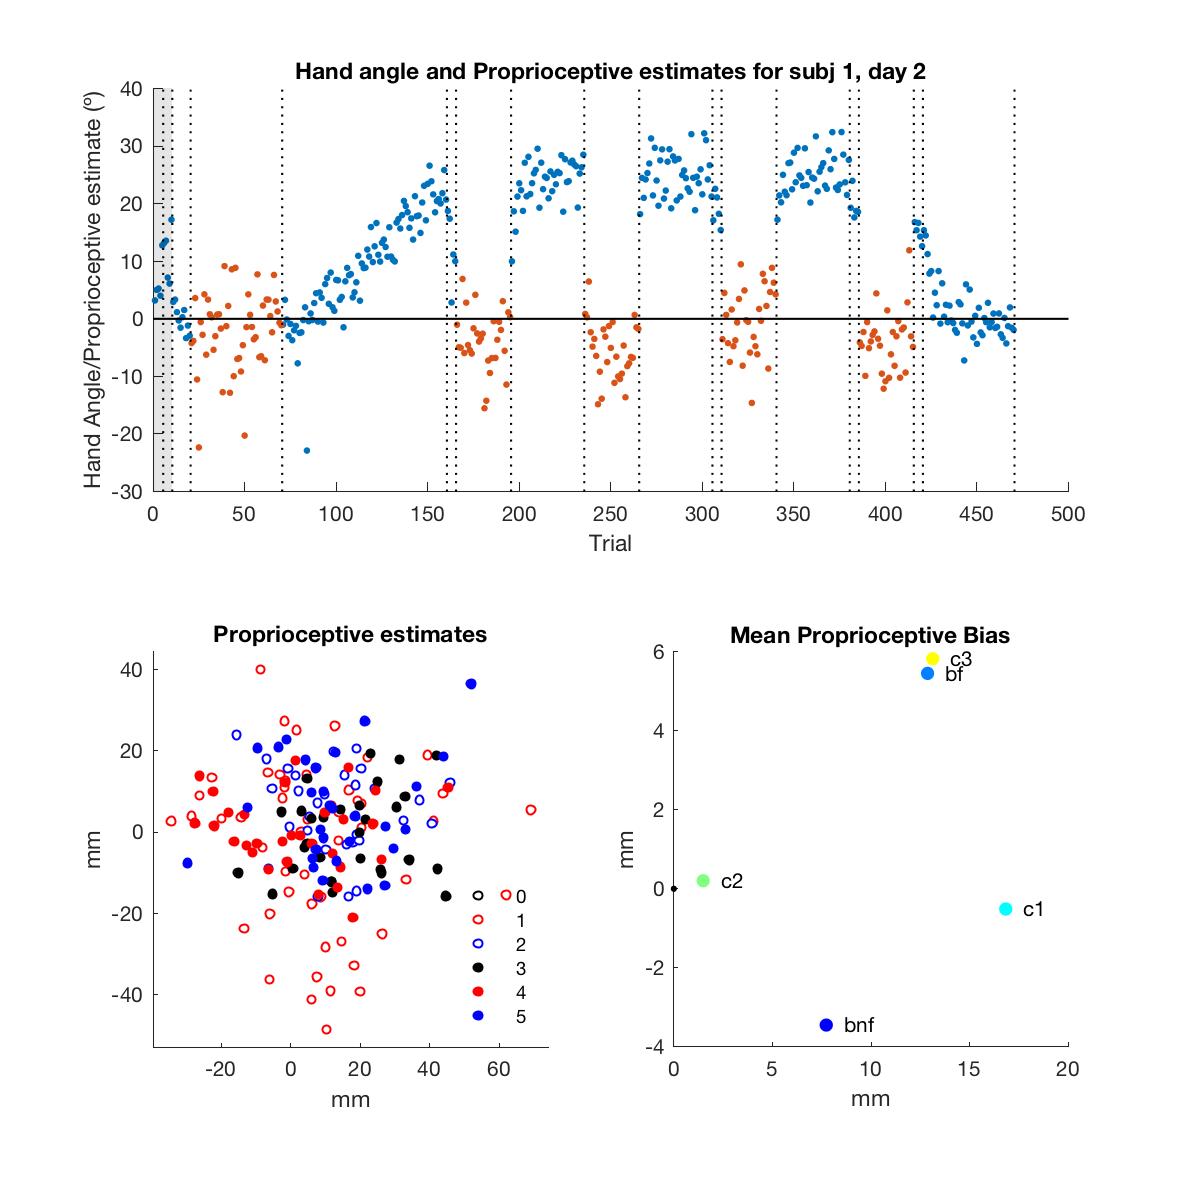 Hand angle and Proprioceptive estimates for subj 1, day 2
Hand Angle/Proprioceptive estimate (º)
40
30
20
10
0
-10
-20
-30
0 50 100 150 200 250 300 350 400 450 500
Trial
Proprioceptive estimates
mm
40
20
0
-20
-40
0
1
2
3
4
5
-20 0 20 40 60
mm
Mean Proprioceptive Bias
mm
6
4
2
0
-2
-4
c3
bf
c2
c1
bnf
0 5 10 15 20
mm